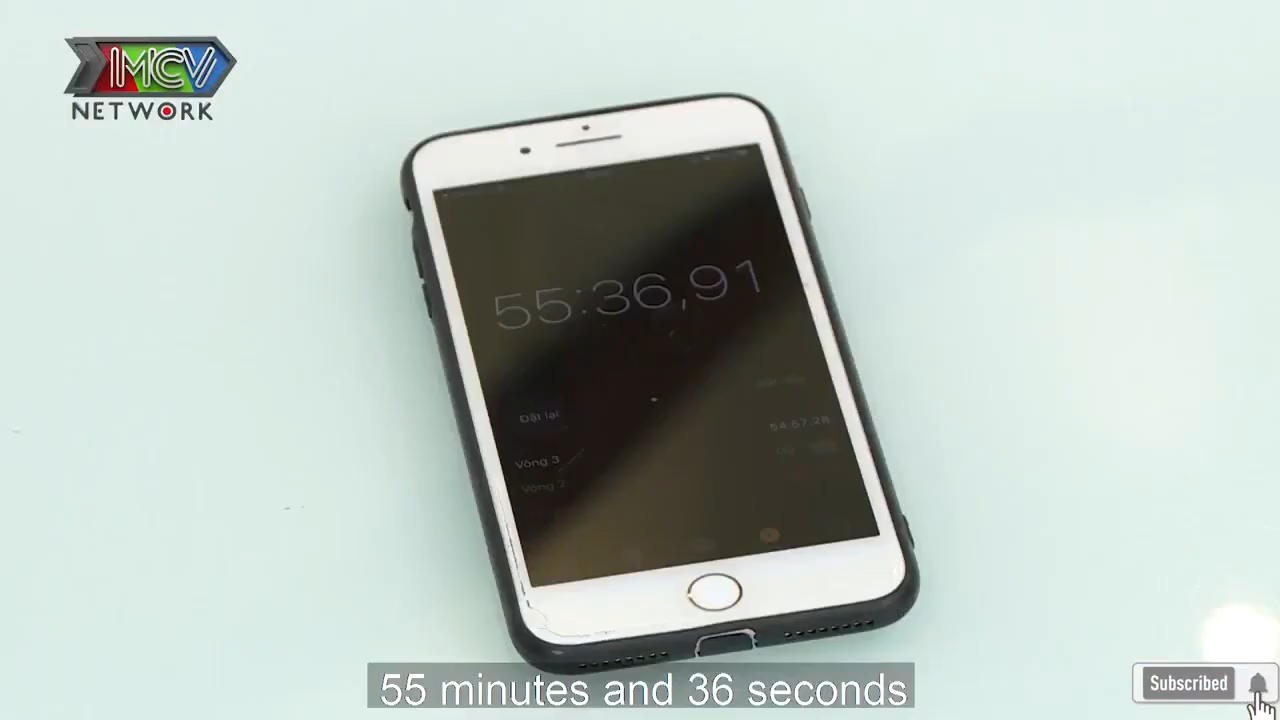 MCV
NETWORK
55:36,91
Đặt lại
54:57,28
Vòng 3
Vòng 2
55 minutes and 36 seconds
Subscribed